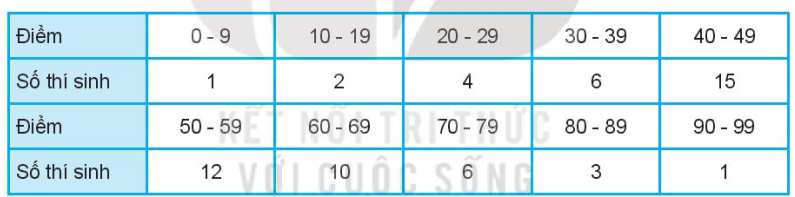 Điểm 0 - 9 10 - 19 20 - 29 30 - 39 40 - 49
Số thí sinh 1 2 4 6 15
Điểm 50 - 59 60 - 69 70 - 79 80 - 89 90 - 99
Số thí sinh 12 10 6 3 1
KẾT NỐI TRI THỨC
VỚI CUỘC SỐNG